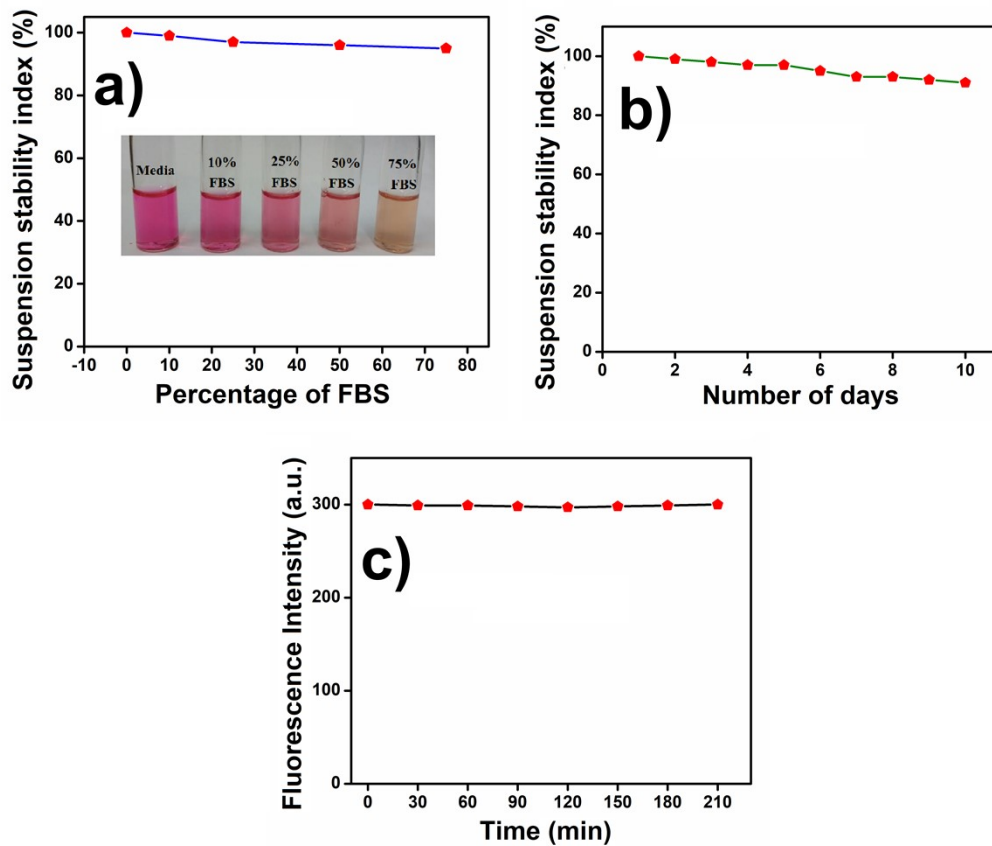 Suspension stability index (%)
100
80
60
40
20
0
a)
Media
10%
FBS
25%
FBS
50%
FBS
75%
FBS
-10 0 10 20 30 40 50 60 70 80
Percentage of FBS
Suspension stability index (%)
100
80
60
40
20
0
b)
0 2 4 6 8 10
Number of days
Fluorescence Intensity (a.u.)
300
200
100
0
c)
0 30 60 90 120 150 180 210
Time (min)